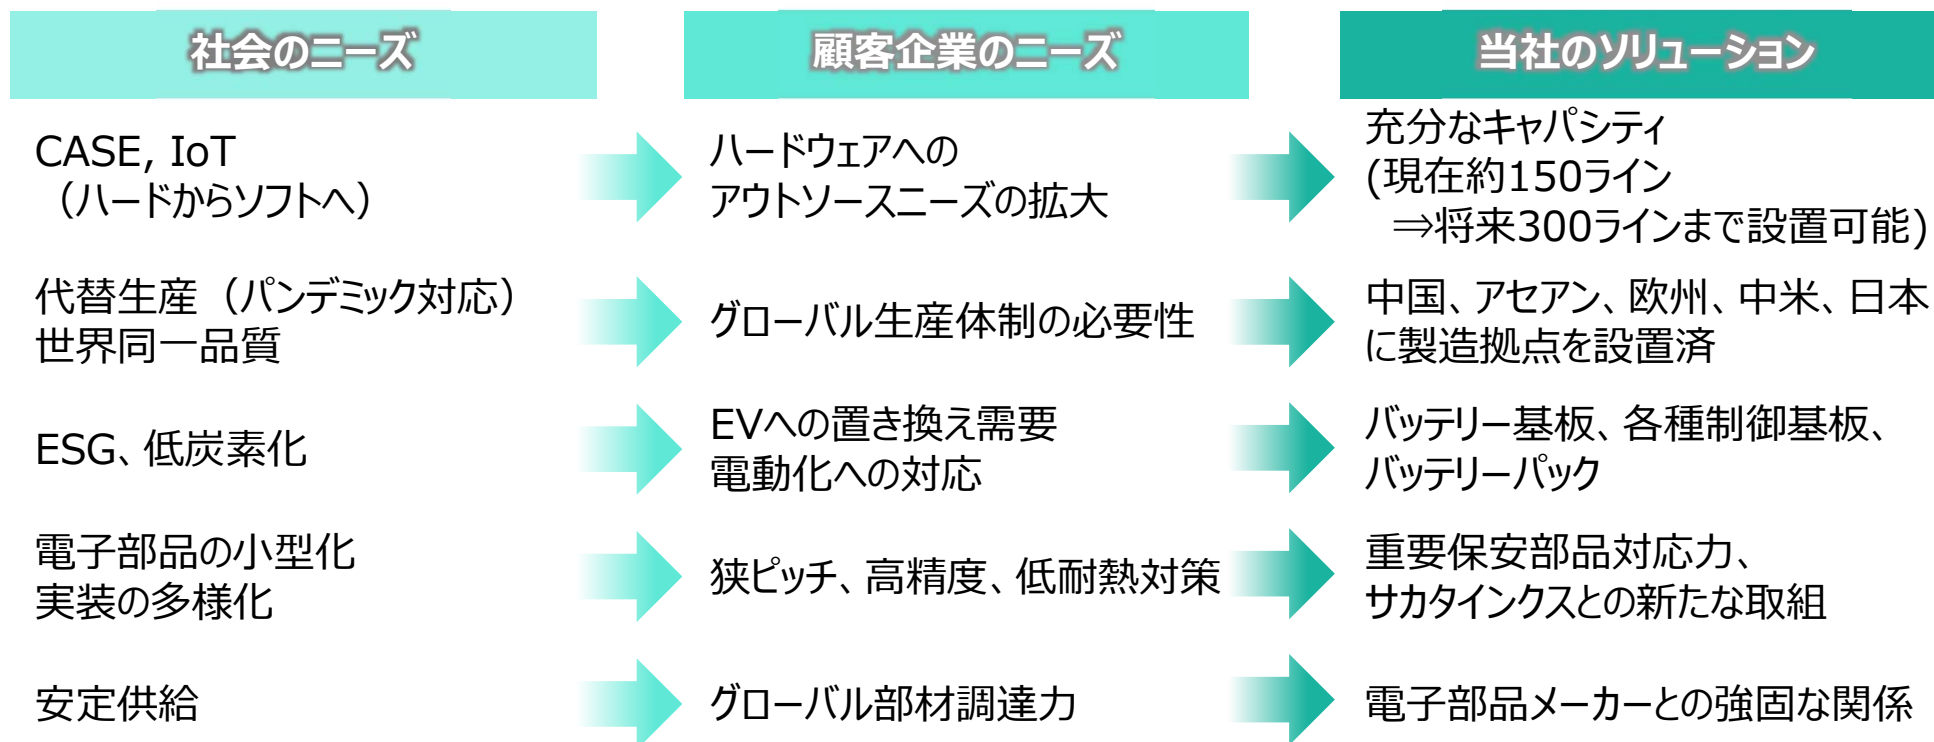 社会のニーズ
顧客企業のニーズ
当社のソリューション
CASE, IoT
（ハードからソフトへ）
ハードウェアへの
アウトソースニーズの拡大
充分なキャパシティ
(現在約150ライン
⇒将来300ラインまで設置可能)
代替生産（パンデミック対応）
世界同一品質
グローバル生産体制の必要性
中国、アセアン、欧州、中米、日本
に製造拠点を設置済
ESG、低炭素化
EVへの置き換え需要
電動化への対応
バッテリー基板、各種制御基板、
バッテリーパック
電子部品の小型化
実装の多様化
狭ピッチ、高精度、低耐熱対策
重要保安部品対応力、
サカタインクスとの新たな取組
安定供給
グローバル部材調達力
電子部品メーカーとの強固な関係